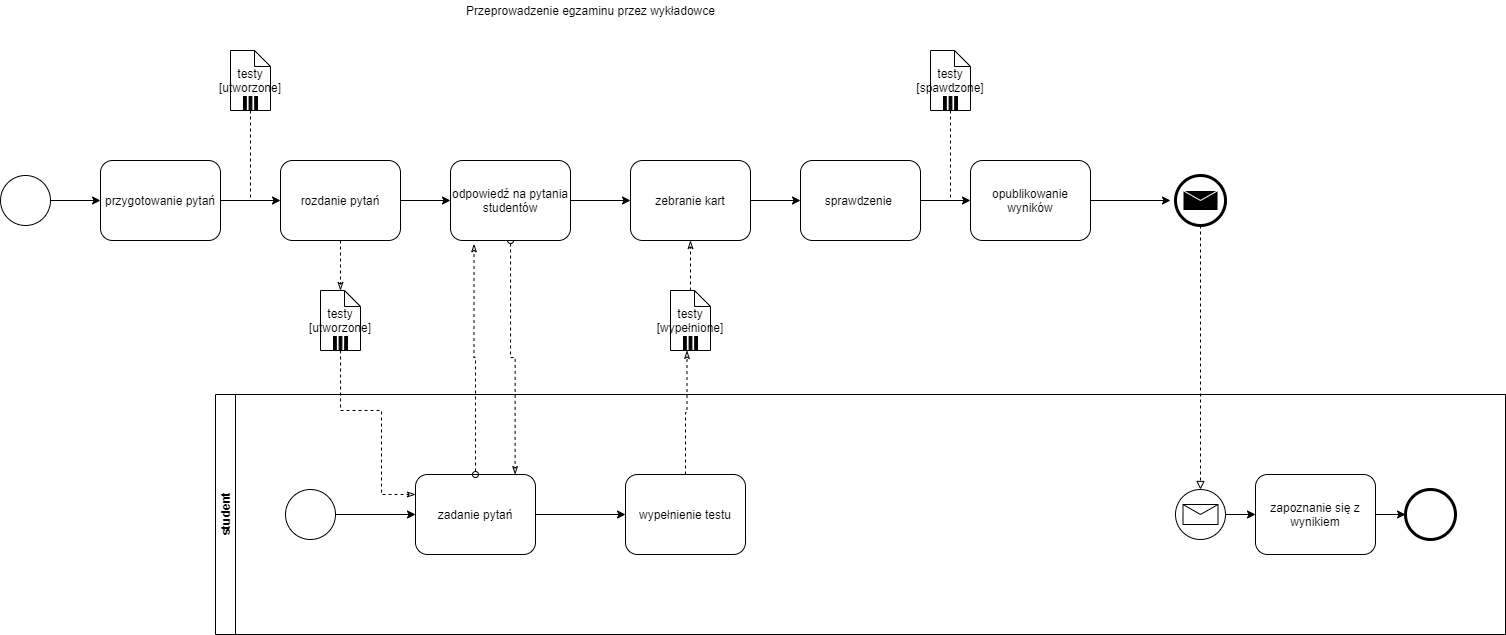 Przeprowadzenie egzaminu przez wykładowce
testy
[utworzone]
testy
[spawdzone]
przygotowanie pytań
rozdanie pytań
odpowiedź na pytania
studentów
zebranie kart
sprawdzenie
opublikowanie
wyników
testy
[utworzone]
testy
[wypełnione]
student
zadanie pytań
wypełnienie testu
zapoznanie się z
wynikiem